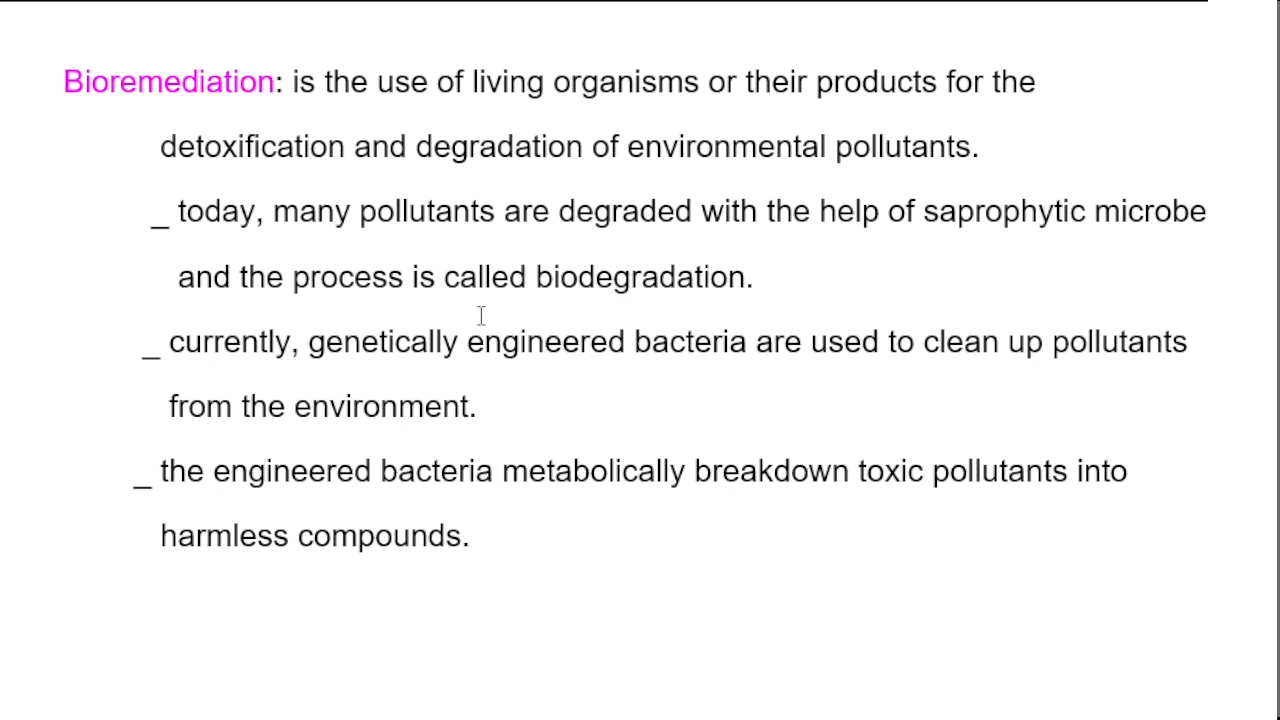 Bioremediation: is the use of living organisms or their products for the
detoxification and degradation of environmental pollutants.
_ today, many pollutants are degraded with the help of saprophytic microbe
and the process is called biodegradation.
_ currently, genetically engineered bacteria are used to clean up pollutants
from the environment.
_ the engineered bacteria metabolically breakdown toxic pollutants into
harmless compounds.